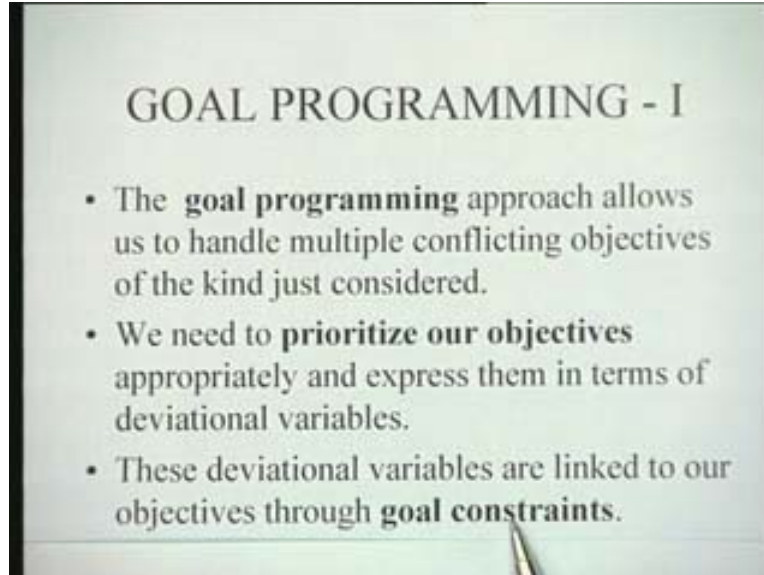 GOAL PROGRAMMING - I
• The goal programming approach allows
us to handle multiple conflicting objectives
of the kind just considered.
• We need to prioritize our objectives
appropriately and express them in terms of
deviational variables.
• These deviational variables are linked to our
objectives through goal constraints.